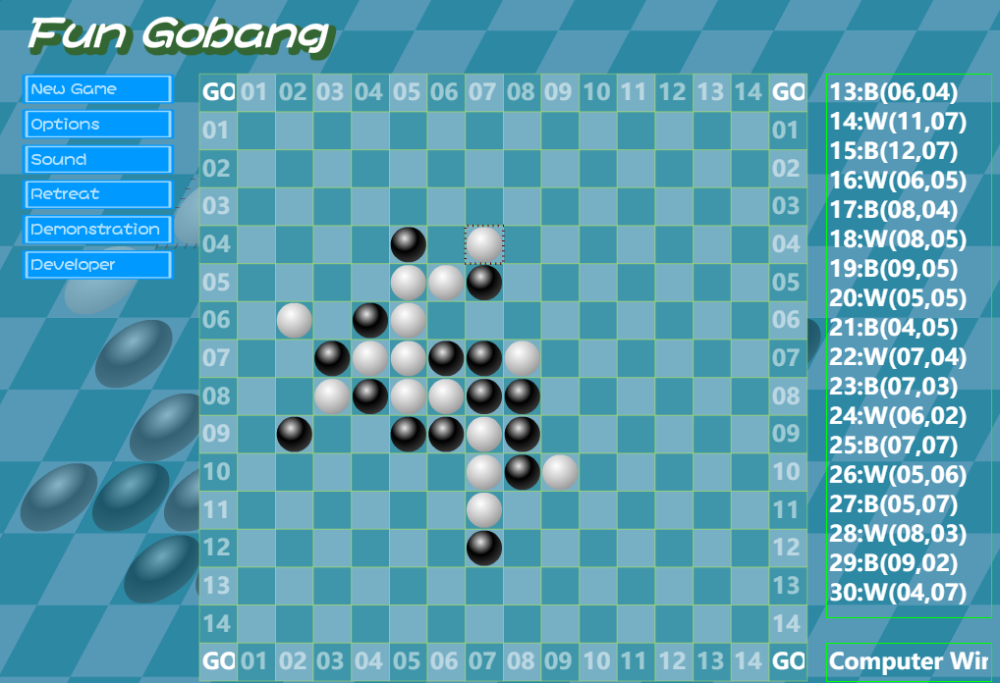 Fun Gobang
New Game
Options
Sound
Retreat
Demonstration
Developer
GO 01 02 03 04 05 06 07 08 09 10 11 12 13 14 GO
01 01
02 02
03 03
04 04
05 05
06 06
07 07
08 08
09 09
10 10
11 11
12 12
13 13
14 14
GO 01 02 03 04 05 06 07 08 09 10 11 12 13 14 GO
13:B(06,04)
14:W(11,07)
15:B(12,07)
16:W(06,05)
17:B(08,04)
18:W(08,05)
19:B(09,05)
20:W(05,05)
21:B(04,05)
22:W(07,04)
23:B(07,03)
24:W(06,02)
25:B(07,07)
26:W(05,06)
27:B(05,07)
28:W(08,03)
29:B(09,02)
30:W(04,07)
Computer Wir